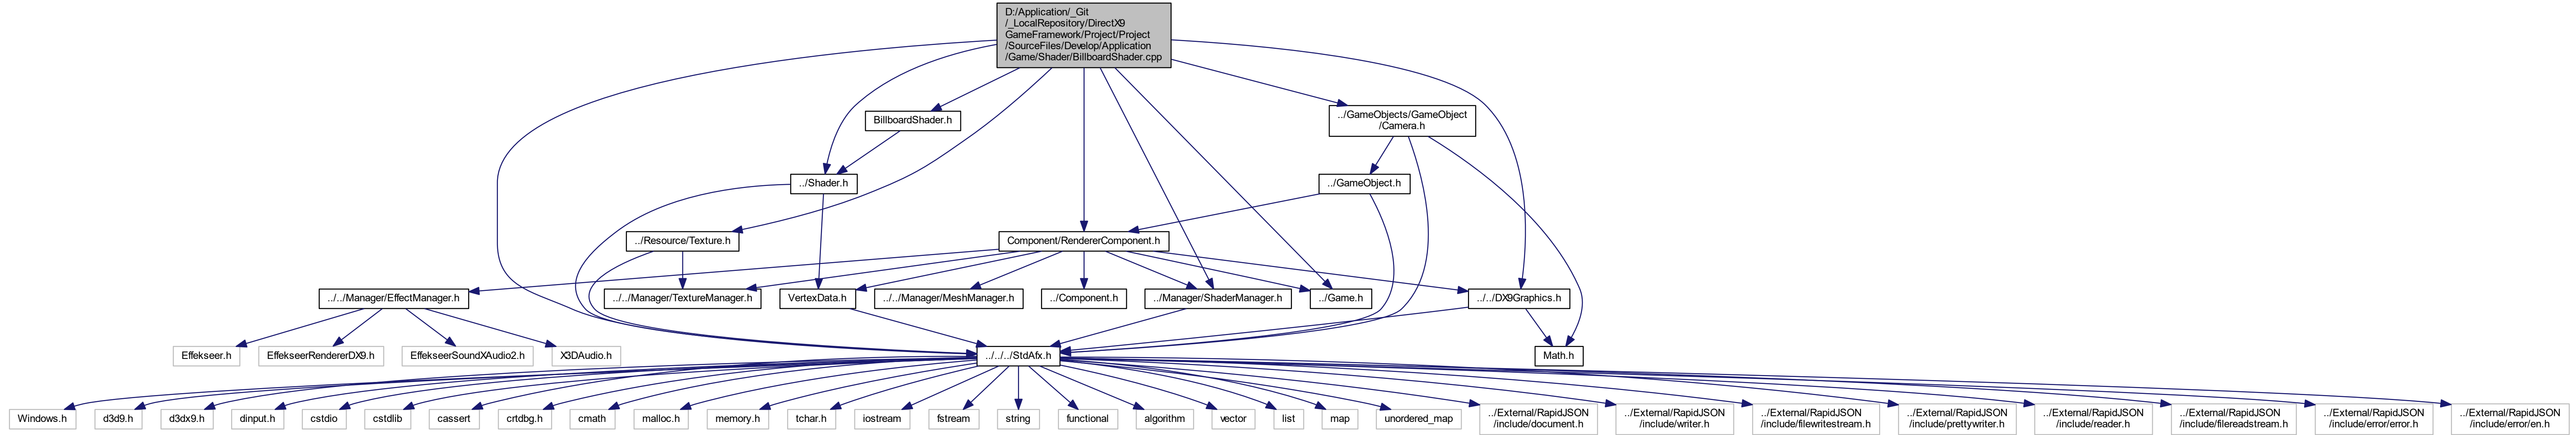 D:/Application/_Git
/_LocalRepository/DirectX9
GameFramework/Project/Project
/SourceFiles/Develop/Application
/Game/Shader/BillboardShader.cpp
BillboardShader.h
../GameObjects/GameObject
/Camera.h
../Shader.h
../GameObject.h
../Resource/Texture.h
Component/RendererComponent.h
../../Manager/EffectManager.h
../../Manager/TextureManager.h
VertexData.h
../../Manager/MeshManager.h
../Component.h
../Manager/ShaderManager.h
../Game.h
../../DX9Graphics.h
Effekseer.h
EffekseerRendererDX9.h
EffekseerSoundXAudio2.h
X3DAudio.h
../../../StdAfx.h
Math.h
Windows.h
d3d9.h
d3dx9.h
dinput.h
cstdio
cstdlib
cassert
crtdbg.h
cmath
malloc.h
memory.h
tchar.h
iostream
fstream
string
functional
algorithm
vector
list
map
unordered_map
../External/RapidJSON
/include/document.h
../External/RapidJSON
/include/writer.h
../External/RapidJSON
/include/filewritestream.h
../External/RapidJSON
/include/prettywriter.h
../External/RapidJSON
/include/reader.h
../External/RapidJSON
/include/filereadstream.h
../External/RapidJSON
/include/error/error.h
../External/RapidJSON
/include/error/en.h